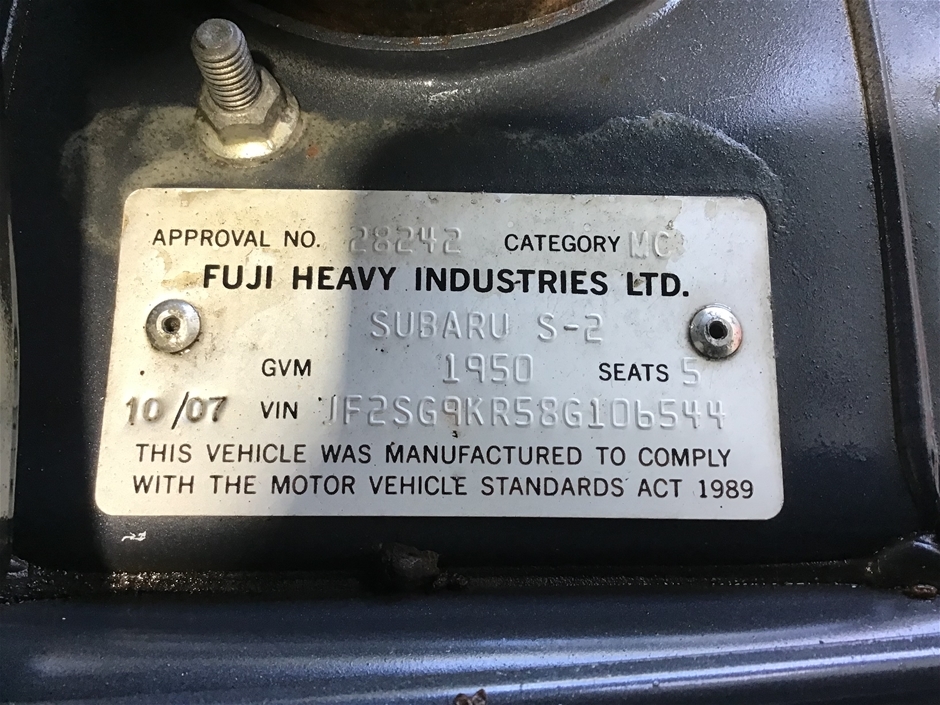 APPROVAL NO. 28242 CATEGORY MC
FUJI HEAVY INDUSTRIES LTD.
SUBARU S-2
GVM 1950 SEATS 5
10/07 VIN JF2SG9KR58G106544
THIS VEHICLE WAS MANUFACTURED TO COMPLY
WITH THE MOTOR VEHICLE STANDARDS ACT 1989